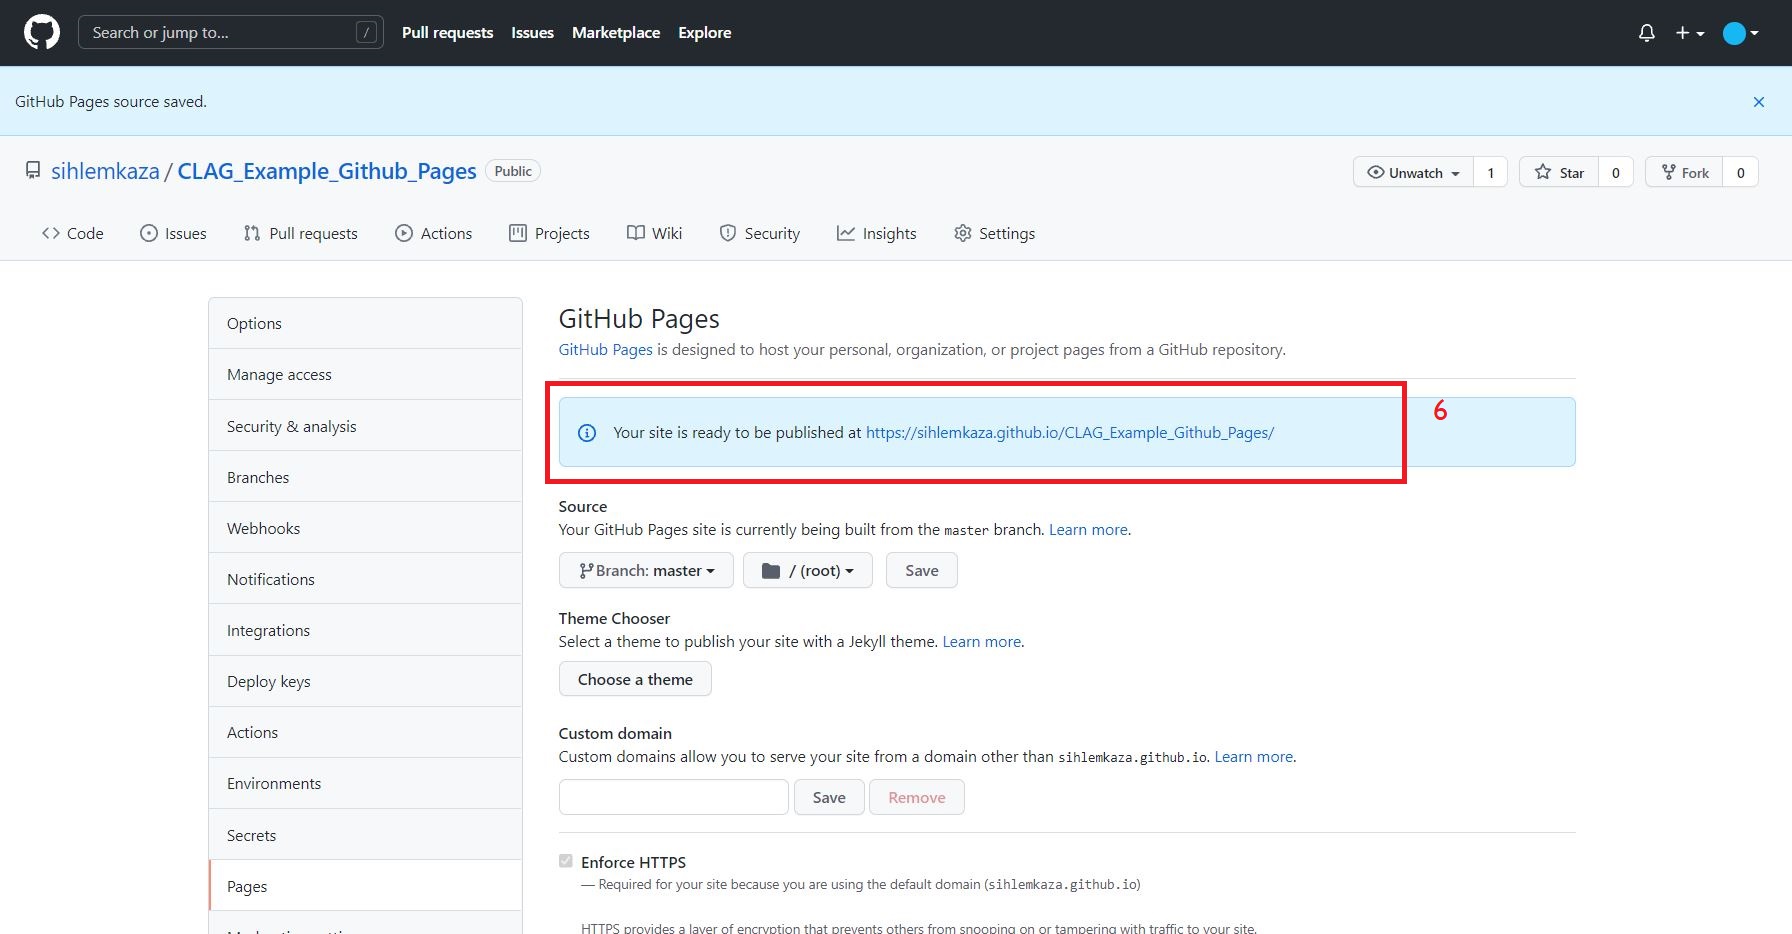 Search or jump to... / Pull requests Issues Marketplace Explore
GitHub Pages source saved.
sihlemkaza / CLAG_Example_Github_Pages Public Unwatch 1 Star 0 Fork 0
Code Issues Pull requests Actions Projects Wiki Security Insights Settings
Options
Manage access
Security & analysis
Branches
Webhooks
Notifications
Integrations
Deploy keys
Actions
Environments
Secrets
Pages
GitHub Pages
GitHub Pages is designed to host your personal, organization, or project pages from a GitHub repository.
6
Your site is ready to be published at https://sihlemkaza.github.io/CLAG_Example_Github_Pages/
Source
Your GitHub Pages site is currently being built from the master branch. Learn more.
Branch: master / (root) Save
Theme Chooser
Select a theme to publish your site with a Jekyll theme. Learn more.
Choose a theme
Custom domain
Custom domains allow you to serve your site from a domain other than sihlemkaza.github.io. Learn more.
Save Remove
Enforce HTTPS
— Required for your site because you are using the default domain (sihlemkaza.github.io)
HTTPS provides a layer of encryption that prevents others from snooping on or tampering with traffic to your site.